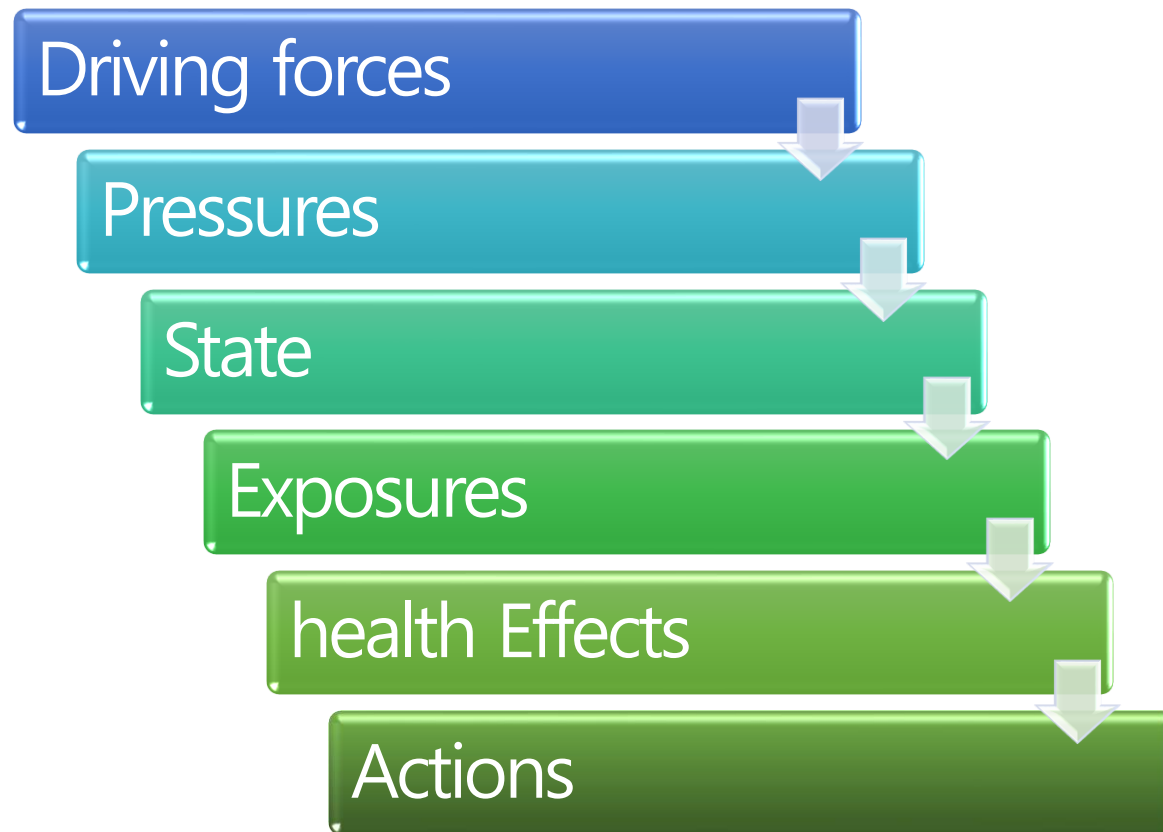 Driving forces
Pressures
State
Exposures
health Effects
Actions